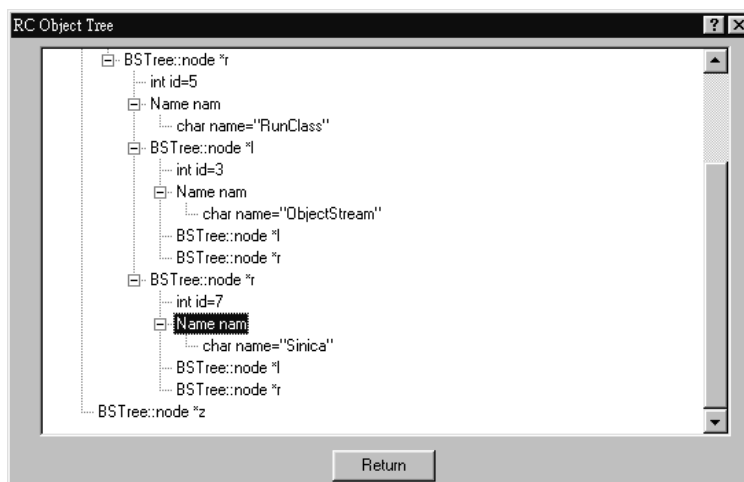 RC Object Tree
BSTree::node *r
int id=5
Name nam
char name="RunClass"
BSTree::node *l
int id=3
Name nam
char name="ObjectStream"
BSTree::node *l
BSTree::node *r
BSTree::node *r
int id=7
Name nam
char name="Sinica"
BSTree::node *l
BSTree::node *r
BSTree::node *z
Return